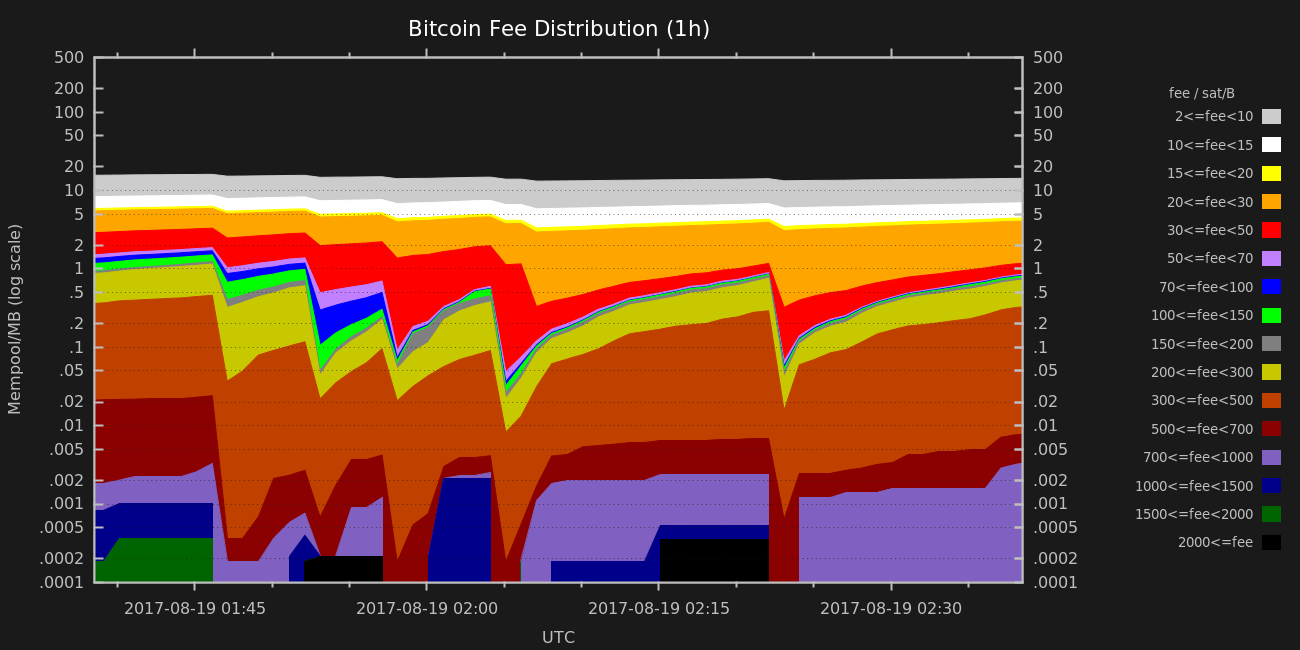 Bitcoin Fee Distribution (1h)
500 500
200 200
100 100
50 50
20 20
10 10
5 5
2 2
1 1
.5 .5
.2 .2
.1 .1
.05 .05
.02 .02
.01 .01
.005 .005
.002 .002
.001 .001
.0005 .0005
.0002 .0002
.0001 .0001
Mempool/MB (log scale)
2017-08-19 01:45 2017-08-19 02:00 2017-08-19 02:15 2017-08-19 02:30
UTC
fee / sat/B
2<=fee<10
10<=fee<15
15<=fee<20
20<=fee<30
30<=fee<50
50<=fee<70
70<=fee<100
100<=fee<150
150<=fee<200
200<=fee<300
300<=fee<500
500<=fee<700
700<=fee<1000
1000<=fee<1500
1500<=fee<2000
2000<=fee